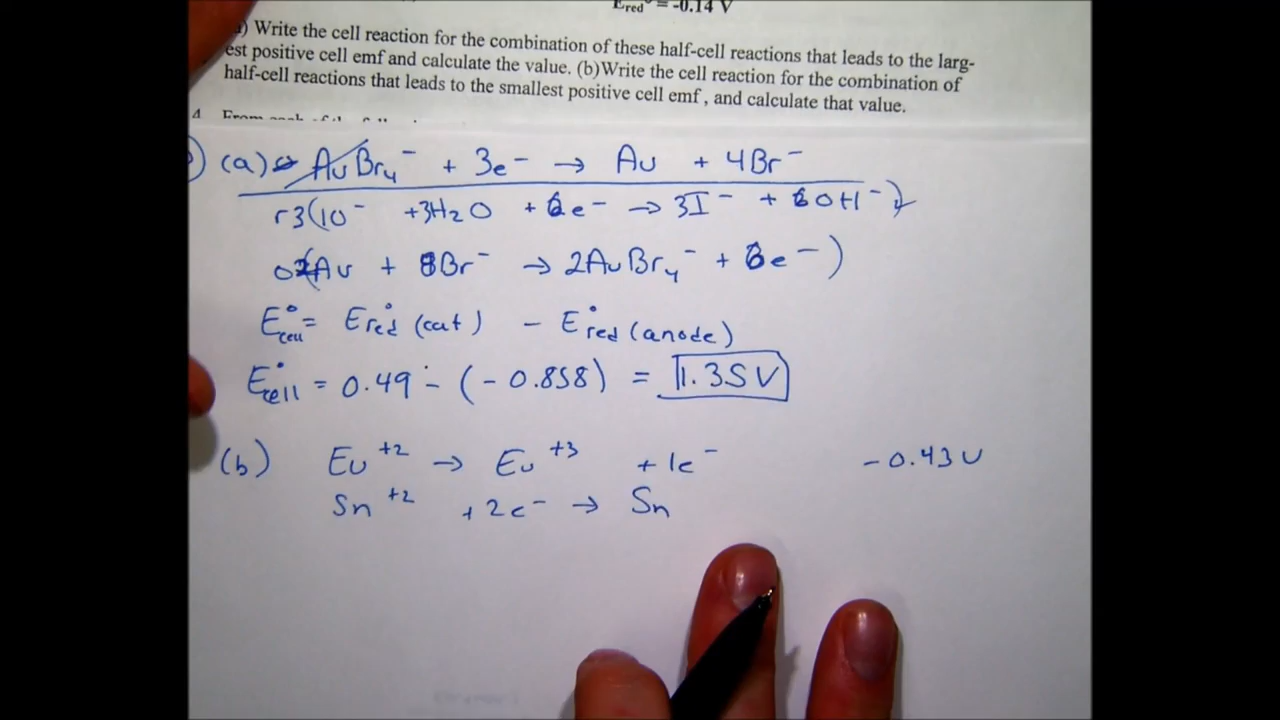 Ered° = -0.14 V
a) Write the cell reaction for the combination of these half-cell reactions that leads to the larg-
est positive cell emf and calculate the value. (b)Write the cell reaction for the combination of
half-cell reactions that leads to the smallest positive cell emf , and calculate that value.
4
) (a) AuBr₄⁻ + 3e⁻ → Au + 4Br⁻
r 3(IO⁻ + 3H₂O + 6e⁻ → 3I⁻ + 6OH⁻)
o 2(Au + 8Br⁻ → 2AuBr₄⁻ + 6e⁻)
E°cell = E°red (cat) - E°red (anode)
E°cell = 0.49 - (-0.858) = 1.35V
(b) Eu⁺² → Eu⁺³ + 1e⁻ -0.43V
Sn⁺² + 2e⁻ → Sn